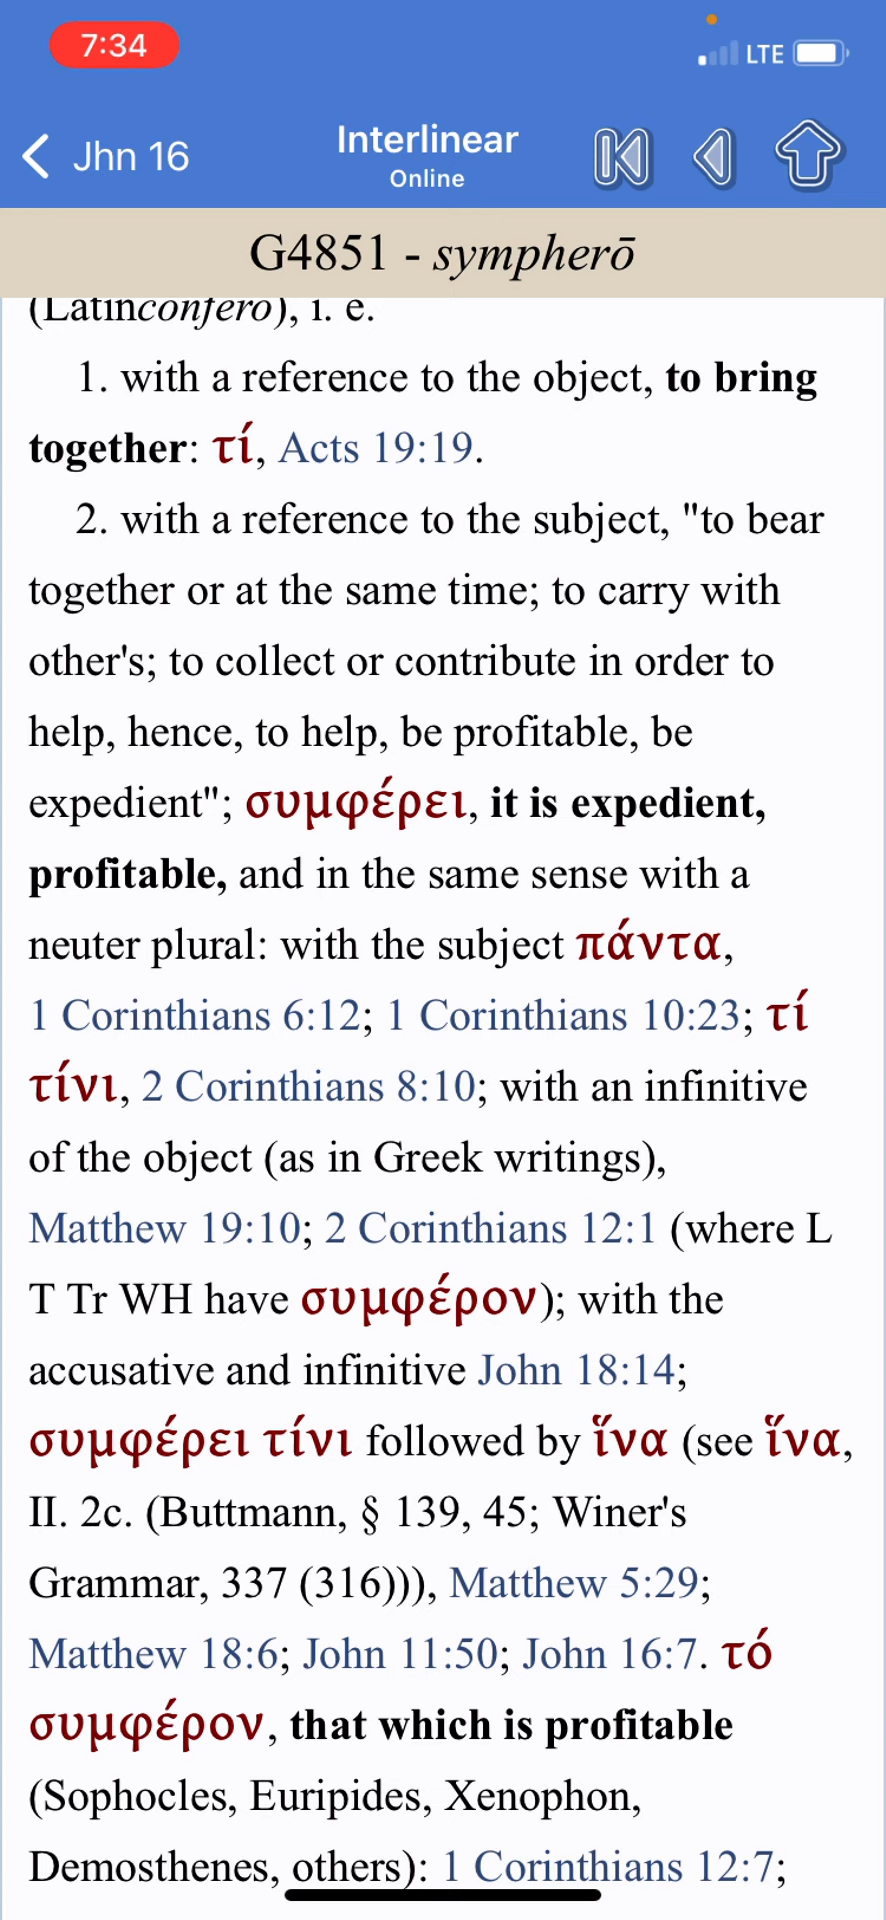 7:34
LTE
Jhn 16
Interlinear
Online
G4851 - sympherō
(Latinconfero), i. e.
1. with a reference to the object, to bring
together: τί, Acts 19:19.
2. with a reference to the subject, "to bear
together or at the same time; to carry with
other's; to collect or contribute in order to
help, hence, to help, be profitable, be
expedient"; συμφέρει, it is expedient,
profitable, and in the same sense with a
neuter plural: with the subject πάντα,
1 Corinthians 6:12; 1 Corinthians 10:23; τί
τίνι, 2 Corinthians 8:10; with an infinitive
of the object (as in Greek writings),
Matthew 19:10; 2 Corinthians 12:1 (where L
T Tr WH have συμφέρον); with the
accusative and infinitive John 18:14;
συμφέρει τίνι followed by ἵνα (see ἵνα,
II. 2c. (Buttmann, § 139, 45; Winer's
Grammar, 337 (316))), Matthew 5:29;
Matthew 18:6; John 11:50; John 16:7. τό
συμφέρον, that which is profitable
(Sophocles, Euripides, Xenophon,
Demosthenes, others): 1 Corinthians 12:7;